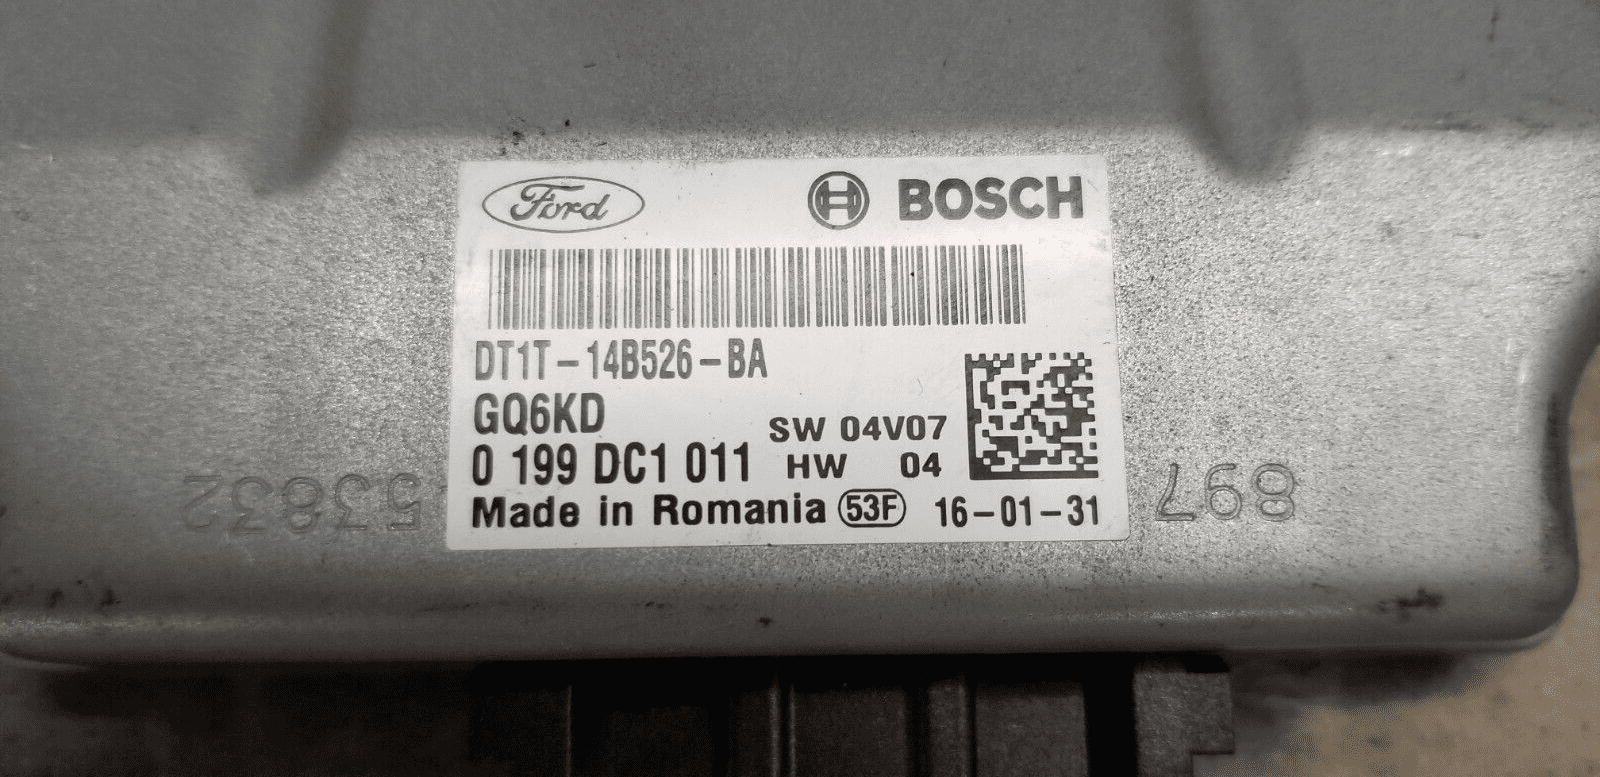 Ford BOSCH
DT1T-14B526-BA
GQ6KD
0 199 DC1 011
SW 04V07
HW 04
Made in Romania 53F 16-01-31
53832
897